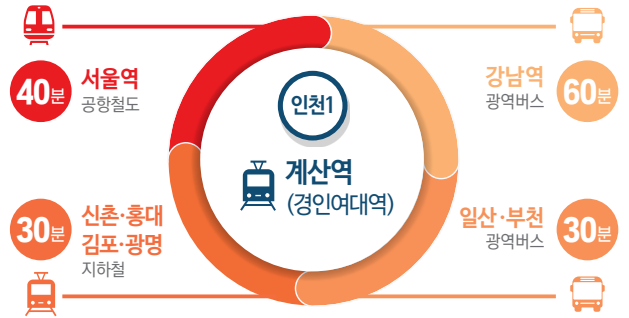 40분
서울역
공항철도
인천1
계산역
(경인여대역)
강남역
광역버스
60분
30분
신촌·홍대
김포·광명
지하철
일산·부천
광역버스
30분